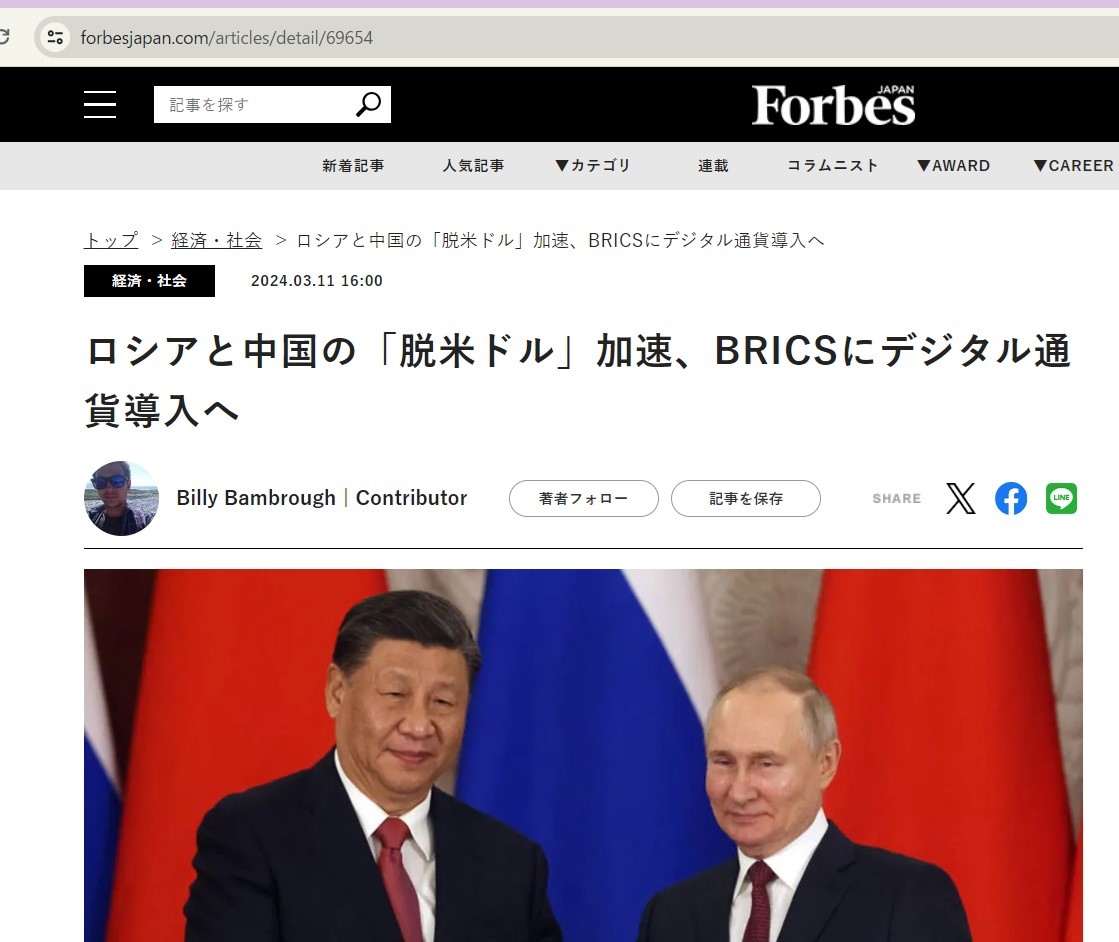 forbesjapan.com/articles/detail/69654
記事を探す
Forbes JAPAN
新着記事 人気記事 ▼カテゴリ 連載 コラムニスト ▼AWARD ▼CAREER
トップ > 経済・社会 > ロシアと中国の「脱米ドル」加速、BRICSにデジタル通貨導入へ
経済・社会 2024.03.11 16:00
ロシアと中国の「脱米ドル」加速、BRICSにデジタル通
貨導入へ
Billy Bambrough | Contributor 著者フォロー 記事を保存 SHARE LINE